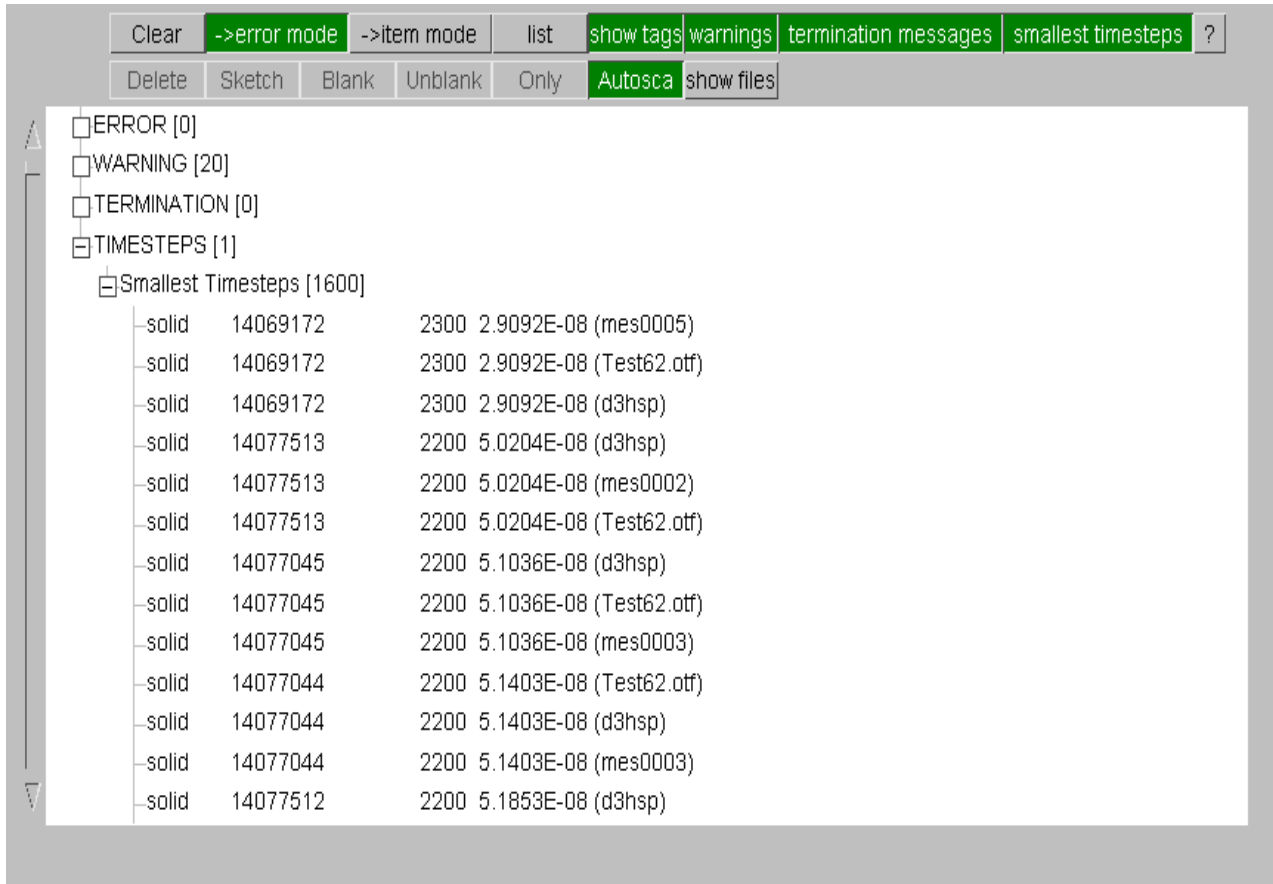 Clear ->error mode ->item mode list show tags warnings termination messages smallest timesteps ?
Delete Sketch Blank Unblank Only Autosca show files
ERROR [0]
WARNING [20]
TERMINATION [0]
TIMESTEPS [1]
Smallest Timesteps [1600]
solid 14069172 2300 2.9092E-08 (mes0005)
solid 14069172 2300 2.9092E-08 (Test62.otf)
solid 14069172 2300 2.9092E-08 (d3hsp)
solid 14077513 2200 5.0204E-08 (d3hsp)
solid 14077513 2200 5.0204E-08 (mes0002)
solid 14077513 2200 5.0204E-08 (Test62.otf)
solid 14077045 2200 5.1036E-08 (d3hsp)
solid 14077045 2200 5.1036E-08 (Test62.otf)
solid 14077045 2200 5.1036E-08 (mes0003)
solid 14077044 2200 5.1403E-08 (Test62.otf)
solid 14077044 2200 5.1403E-08 (d3hsp)
solid 14077044 2200 5.1403E-08 (mes0003)
solid 14077512 2200 5.1853E-08 (d3hsp)